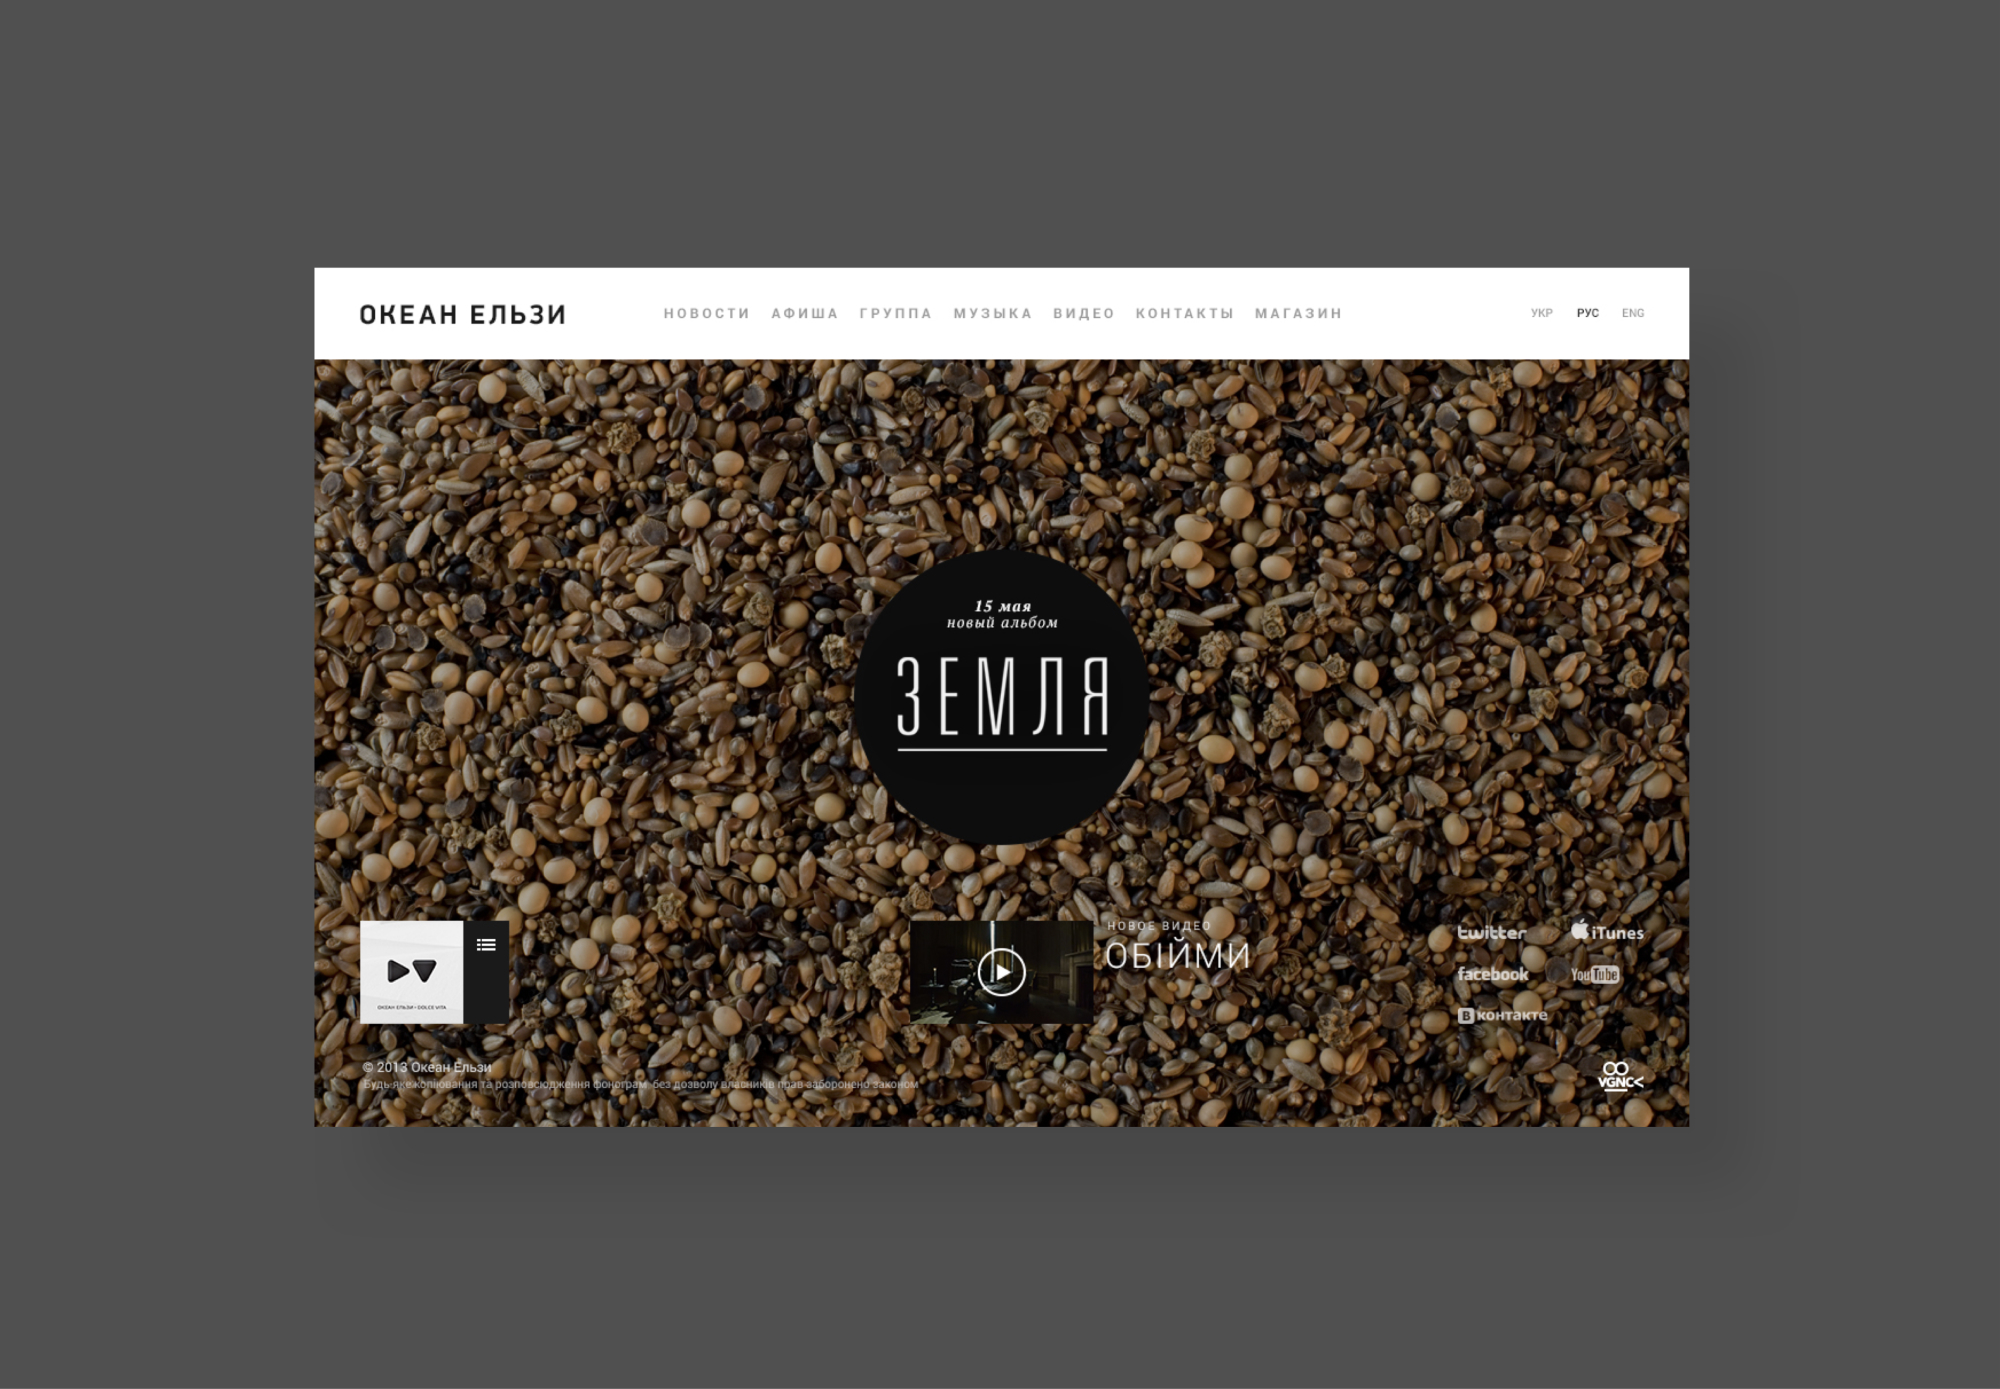 ОКЕАН ЕЛЬЗИ
НОВОСТИ АФИША ГРУППА МУЗЫКА ВИДЕО КОНТАКТЫ МАГАЗИН
УКР РУС ENG
15 мая
новый альбом
ЗЕМЛЯ
ОКЕАН ЕЛЬЗИ • DOLCE VITA
НОВОЕ ВИДЕО
ОБІЙМИ
twitter iTunes
facebook YouTube
В контакте
© 2013 Океан Ельзи
Будь-яке копіювання та розповсюдження фонограм без дозволу власників прав заборонено законом
VGNC